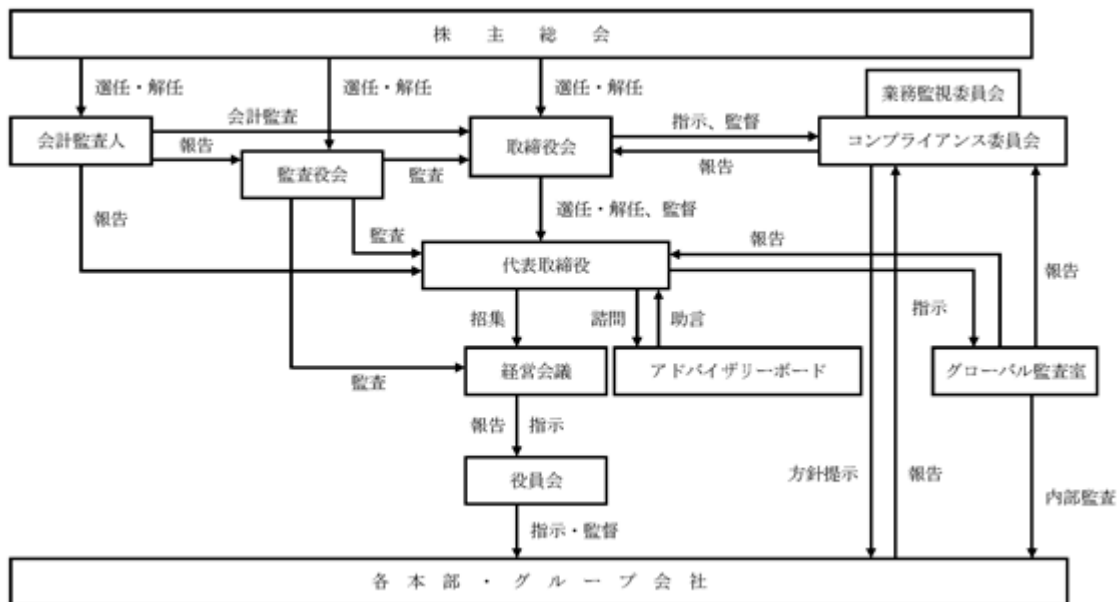 株主総会
選任・解任
選任・解任
選任・解任
業務監視委員会
会計監査人
会計監査
取締役会
指示、監督
コンプライアンス委員会
報告
監査役会
監査
報告
報告
選任・解任、監督
監査
代表取締役
報告
報告
招集
諮問
助言
指示
監査
経営会議
アドバイザリーボード
グローバル監査室
報告
指示
役員会
方針提示
報告
内部監査
指示・監督
各本部・グループ会社